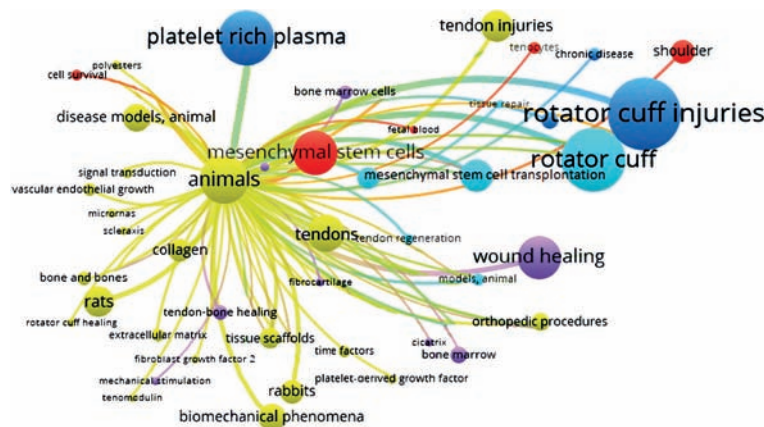 tendon injuries
platelet rich plasma
tenocytes
chronic disease
shoulder
polyesters
cell survival
bone marrow cells
tissue repair
rotator cuff injuries
disease models, animal
fetal blood
mesenchymal stem cells
rotator cuff
signal transduction
animals
mesenchymal stem cell transplantation
vascular endothelial growth
micrornas
scleraxis
tendons
tendon regeneration
collagen
wound healing
bone and bones
fibrocartilage
models, animal
rats
tendon-bone healing
rotator cuff healing
orthopedic procedures
extracellular matrix
tissue scaffolds
cicatrix
fibroblast growth factor 2
time factors
bone marrow
mechanical stimulation
platelet-derived growth factor
rabbits
tenomodulin
biomechanical phenomena